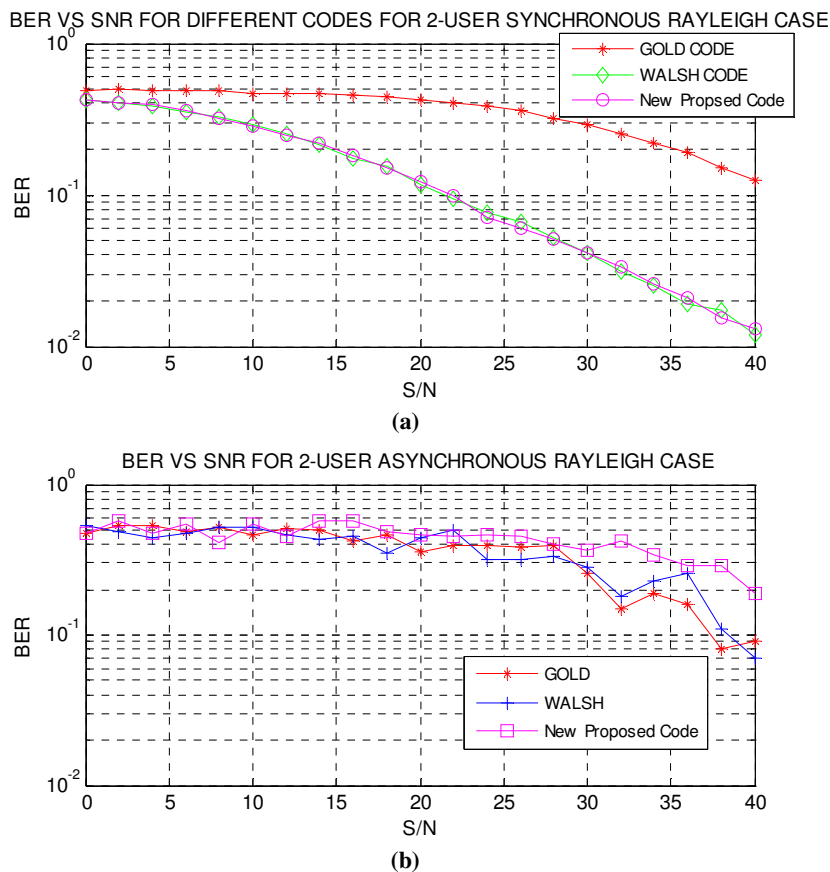 BER VS SNR FOR DIFFERENT CODES FOR 2-USER SYNCHRONOUS RAYLEIGH CASE
10^0
GOLD CODE
WALSH CODE
New Propsed Code
10^-1
BER
10^-2
0 5 10 15 20 25 30 35 40
S/N
(a)
BER VS SNR FOR 2-USER ASYNCHRONOUS RAYLEIGH CASE
10^0
10^-1
BER
GOLD
WALSH
New Proposed Code
10^-2
0 5 10 15 20 25 30 35 40
S/N
(b)